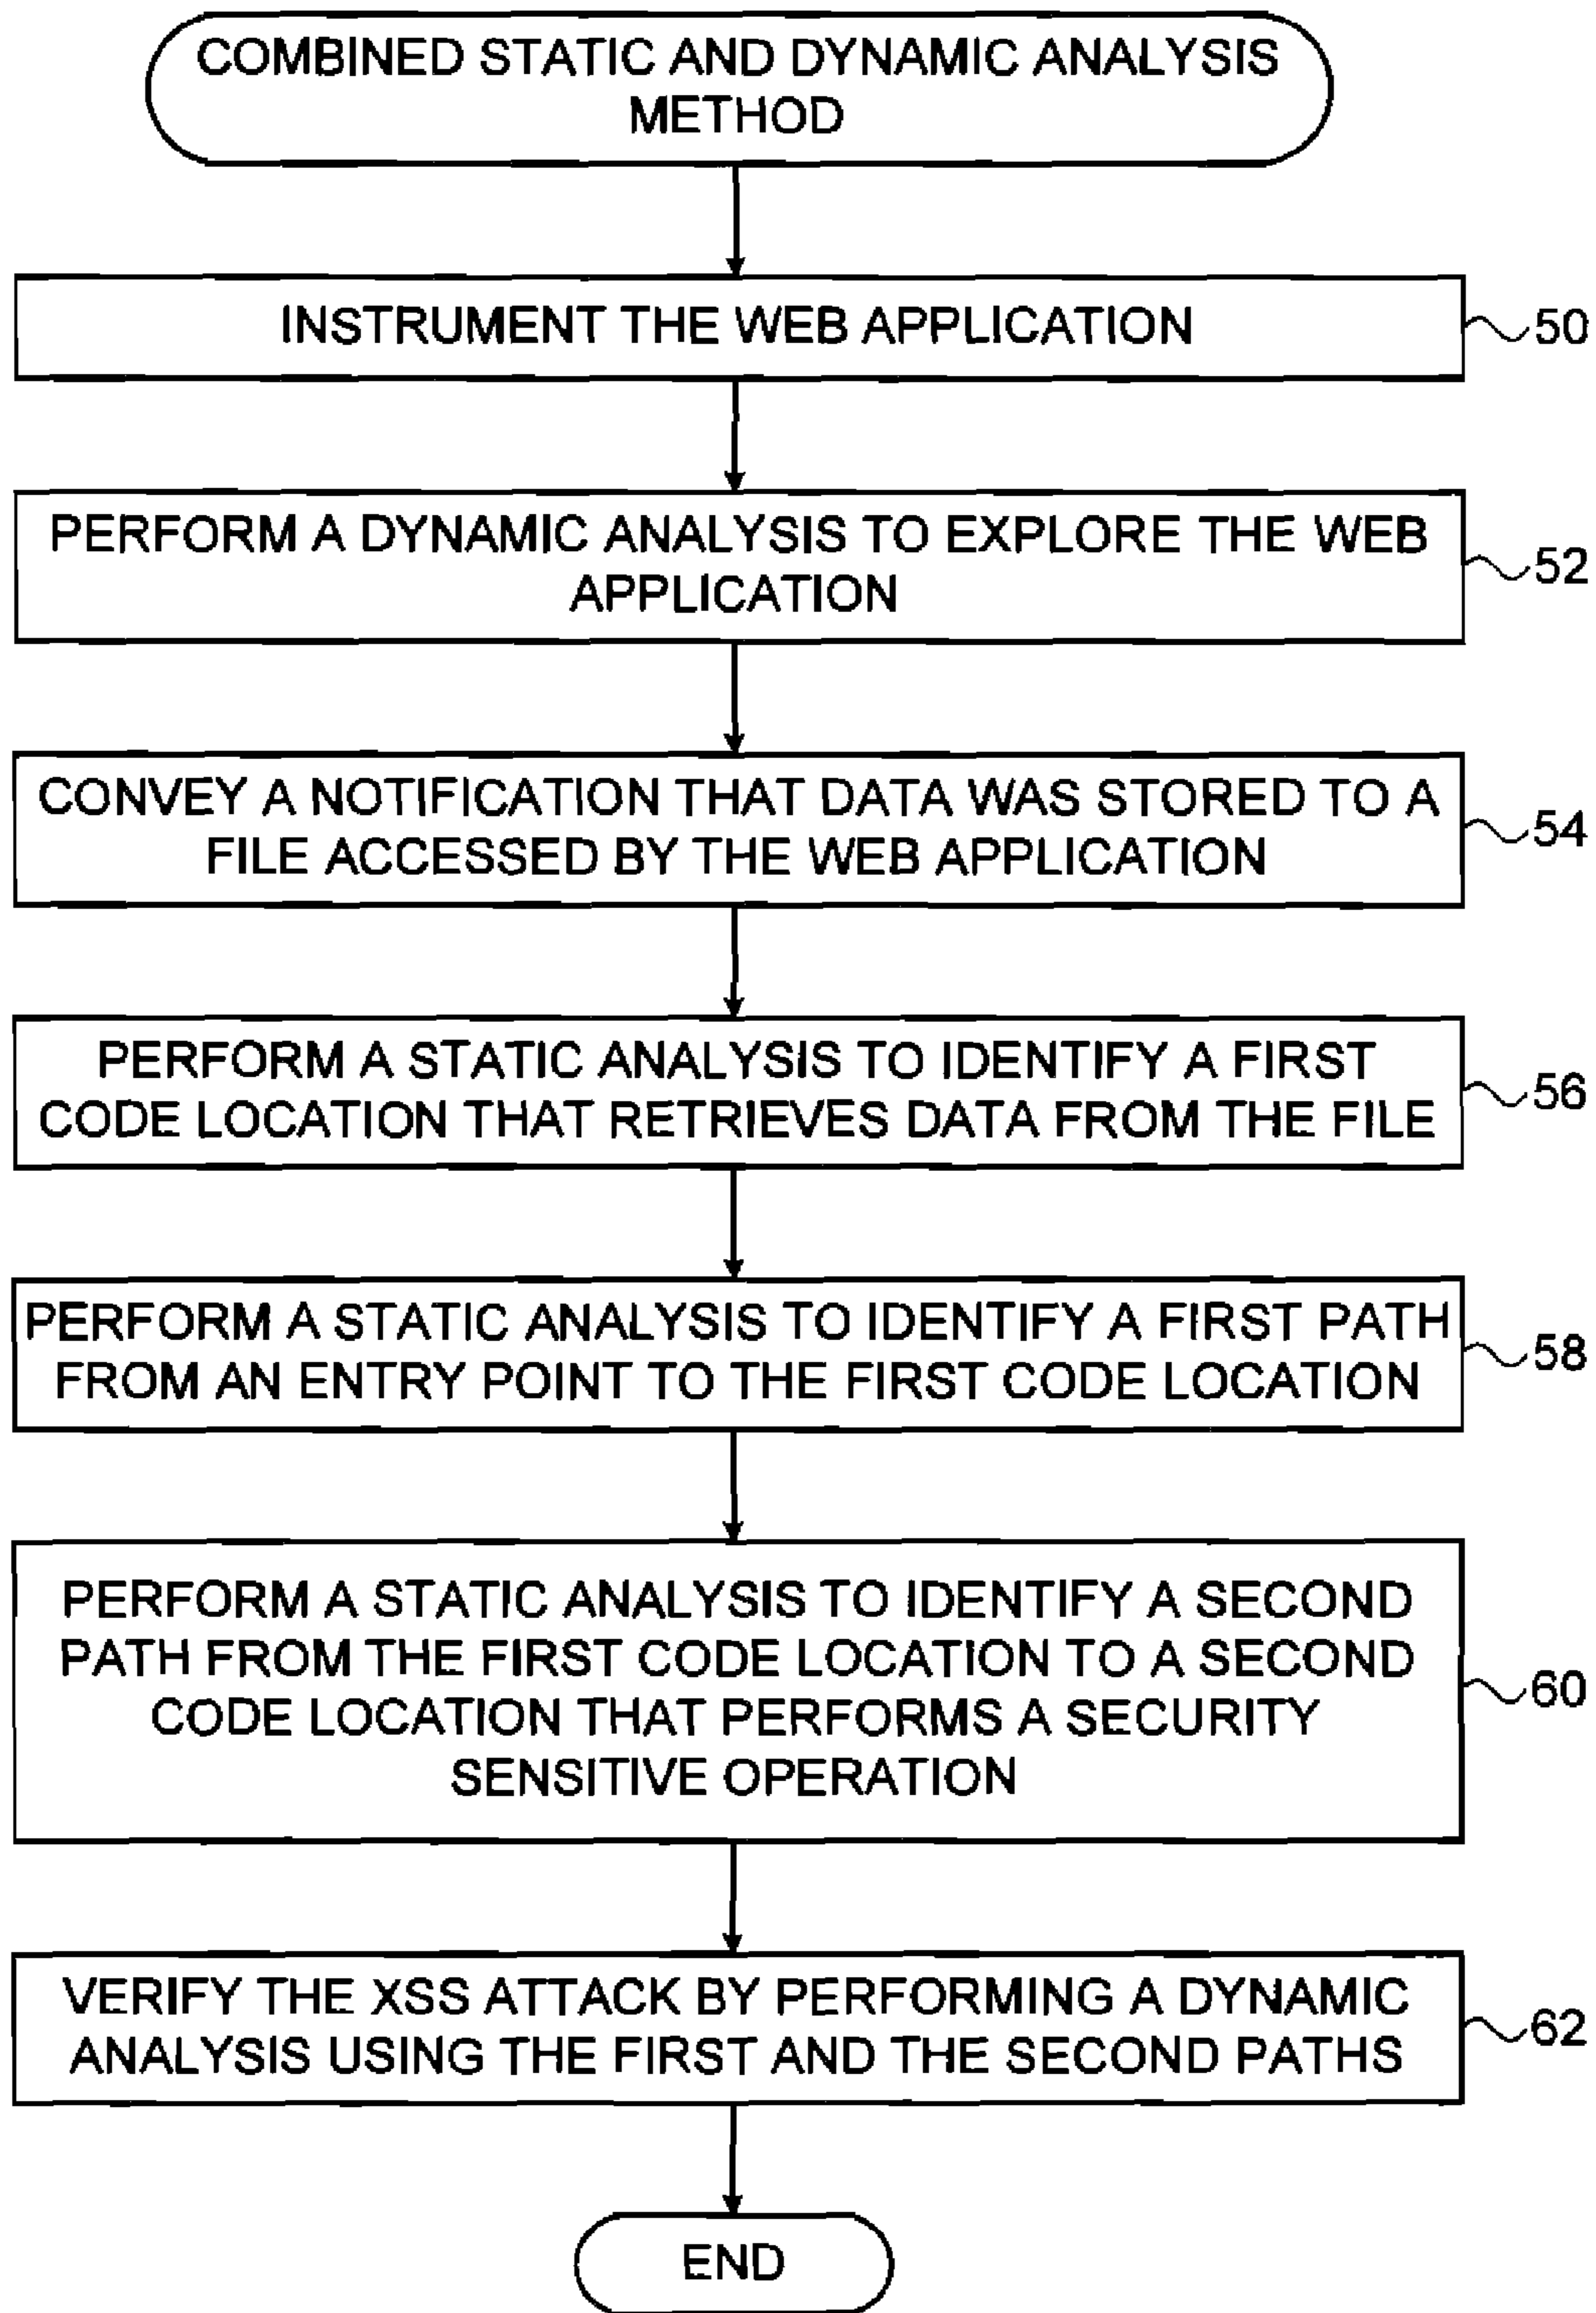 COMBINED STATIC AND DYNAMIC ANALYSIS
METHOD
INSTRUMENT THE WEB APPLICATION
50
PERFORM A DYNAMIC ANALYSIS TO EXPLORE THE WEB
APPLICATION
52
CONVEY A NOTIFICATION THAT DATA WAS STORED TO A
FILE ACCESSED BY THE WEB APPLICATION
54
PERFORM A STATIC ANALYSIS TO IDENTIFY A FIRST
CODE LOCATION THAT RETRIEVES DATA FROM THE FILE
56
PERFORM A STATIC ANALYSIS TO IDENTIFY A FIRST PATH
FROM AN ENTRY POINT TO THE FIRST CODE LOCATION
58
PERFORM A STATIC ANALYSIS TO IDENTIFY A SECOND
PATH FROM THE FIRST CODE LOCATION TO A SECOND
CODE LOCATION THAT PERFORMS A SECURITY
SENSITIVE OPERATION
60
VERIFY THE XSS ATTACK BY PERFORMING A DYNAMIC
ANALYSIS USING THE FIRST AND THE SECOND PATHS
62
END